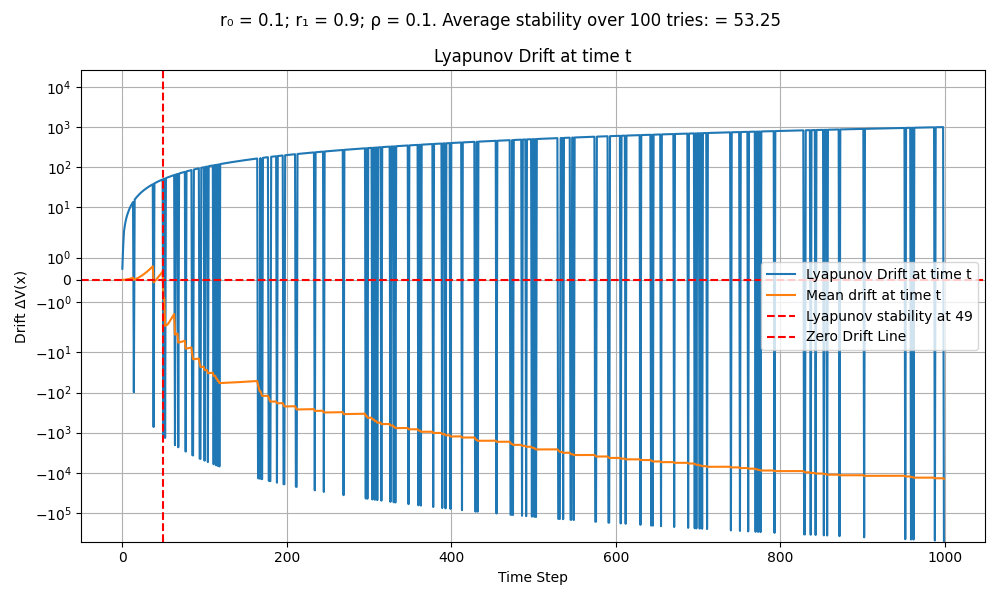 r₀ = 0.1; r₁ = 0.9; ρ = 0.1. Average stability over 100 tries: = 53.25
Lyapunov Drift at time t
10⁴
10³
10²
10¹
10⁰
0
−10⁰
−10¹
−10²
−10³
−10⁴
−10⁵
Drift ΔV(x)
Lyapunov Drift at time t
Mean drift at time t
Lyapunov stability at 49
Zero Drift Line
0 200 400 600 800 1000
Time Step